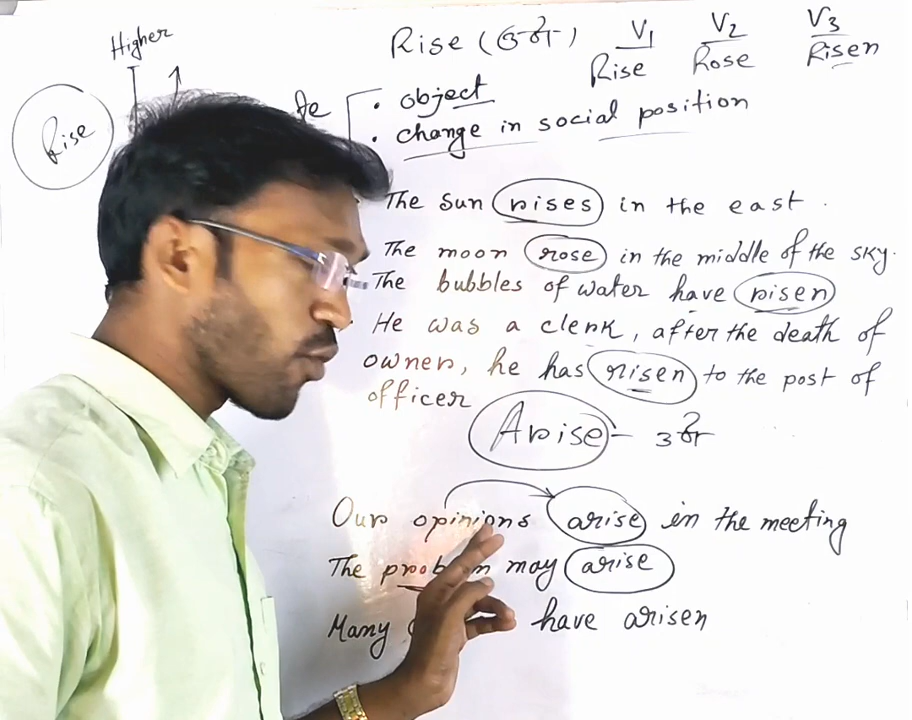 Higher
Rise
Rise (ওঠা) V1 V2 V3
Rise Rose Risen
• object
• change in social position
The sun rises in the east.
The moon rose in the middle of the sky.
The bubbles of water have risen
He was a clerk, after the death of
owner, he has risen to the post of
officer
Arise - ওঠা
Our opinions arise in the meeting
The may arise
Many have arisen